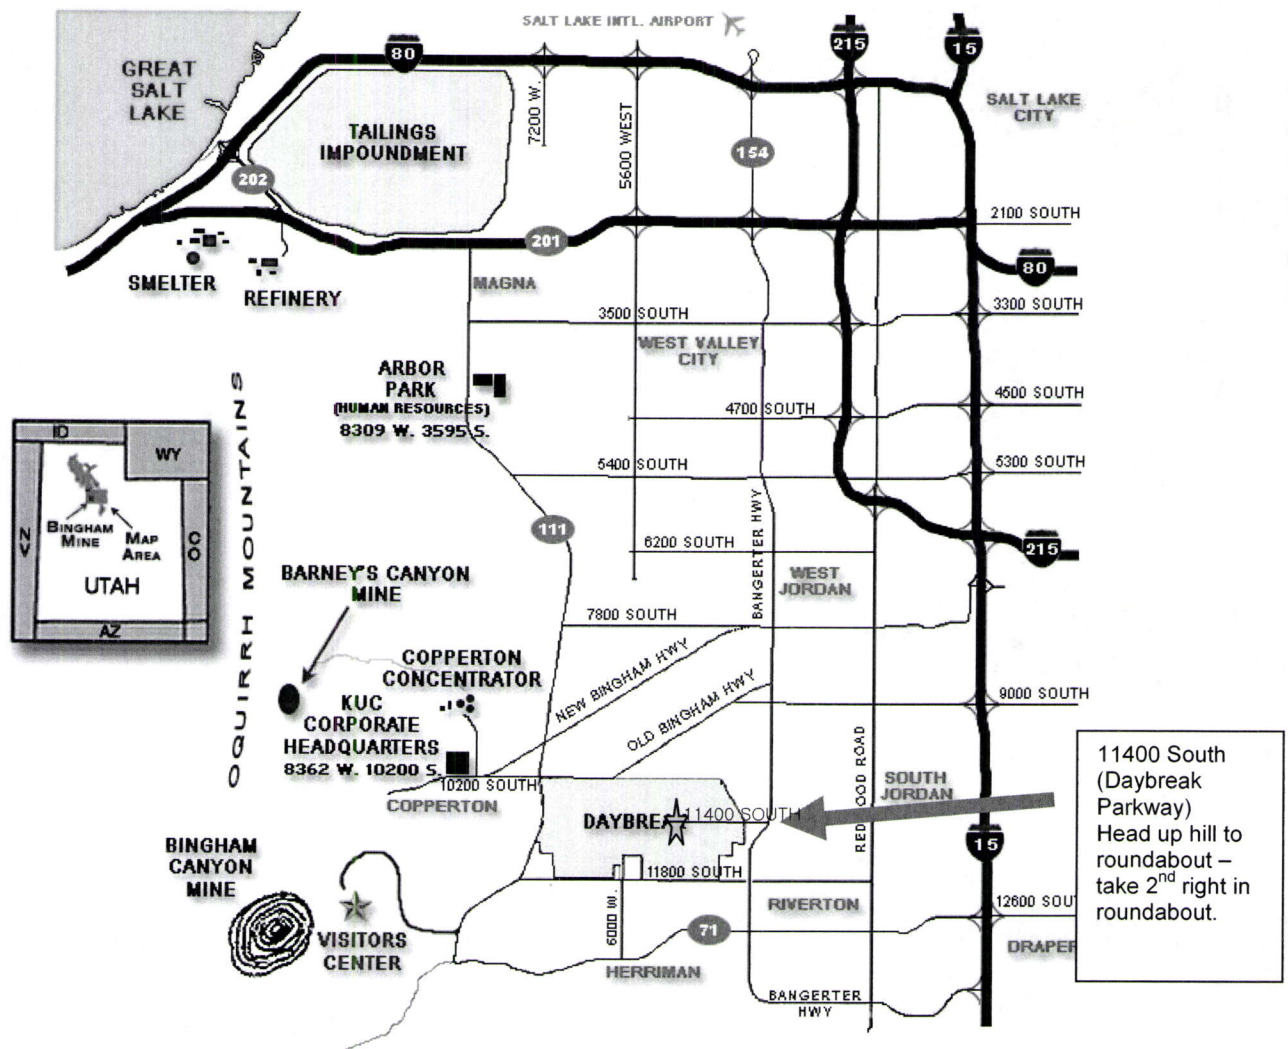 SALT LAKE INTL. AIRPORT
80
215
15
GREAT
SALT
LAKE
TAILINGS
IMPOUNDMENT
7200 W.
5600 WEST
154
SALT LAKE
CITY
202
201
2100 SOUTH
80
SMELTER
REFINERY
MAGNA
3500 SOUTH
3300 SOUTH
WEST VALLEY
CITY
ARBOR
PARK
(HUMAN RESOURCES)
8309 W. 3595 S.
4700 SOUTH
4500 SOUTH
5400 SOUTH
5300 SOUTH
OQUIRRH MOUNTAINS
ID
WY
NV
CO
BINGHAM
MINE
MAP
AREA
UTAH
AZ
111
BANGERTER HWY
6200 SOUTH
215
WEST
JORDAN
BARNEY'S CANYON
MINE
7800 SOUTH
COPPERTON
CONCENTRATOR
NEW BINGHAM HWY
OLD BINGHAM HWY
9000 SOUTH
KUC
CORPORATE
HEADQUARTERS
8362 W. 10200 S.
10200 SOUTH
COPPERTON
REDWOOD ROAD
SOUTH
JORDAN
DAYBREAK
11400 SOUTH
11400 South
(Daybreak
Parkway)
Head up hill to
roundabout –
take 2nd right in
roundabout.
15
BINGHAM
CANYON
MINE
11800 SOUTH
RIVERTON
6000 W.
71
12600 SOUT
VISITORS
CENTER
HERRIMAN
DRAPER
BANGERTER
HWY